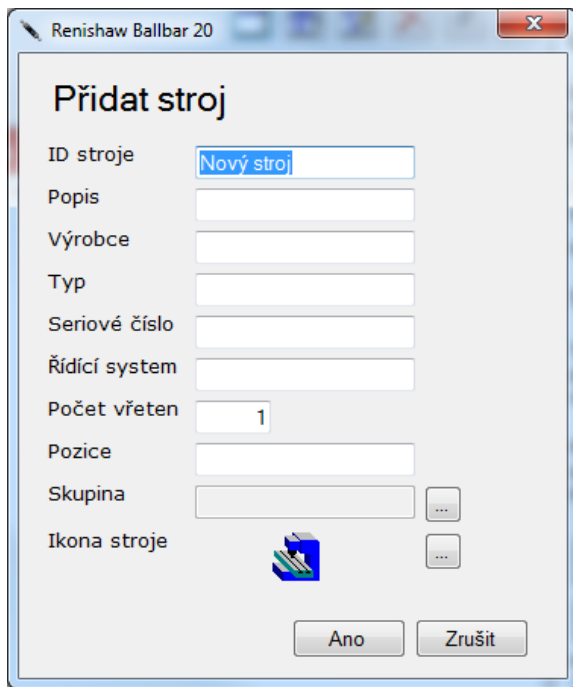 Renishaw Ballbar 20
Přidat stroj
ID stroje Nový stroj
Popis
Výrobce
Typ
Seriové číslo
Řídící system
Počet vřeten 1
Pozice
Skupina ...
Ikona stroje ...
Ano Zrušit